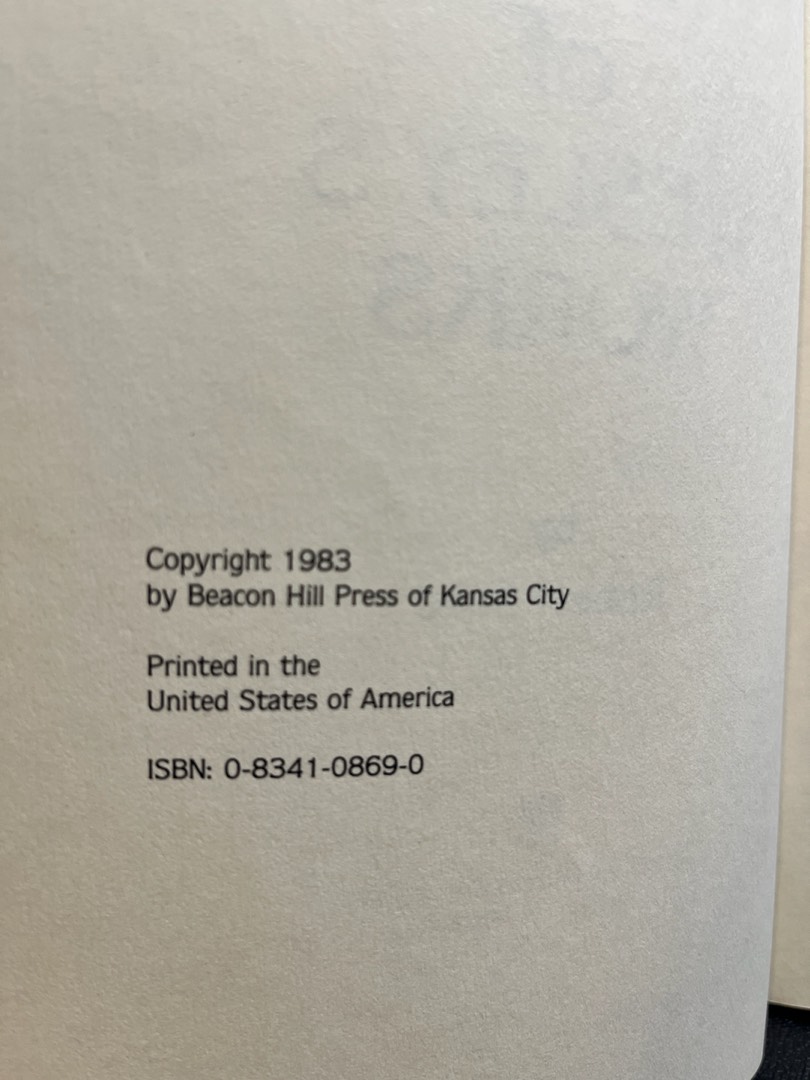 Copyright 1983
by Beacon Hill Press of Kansas City
Printed in the
United States of America
ISBN: 0-8341-0869-0